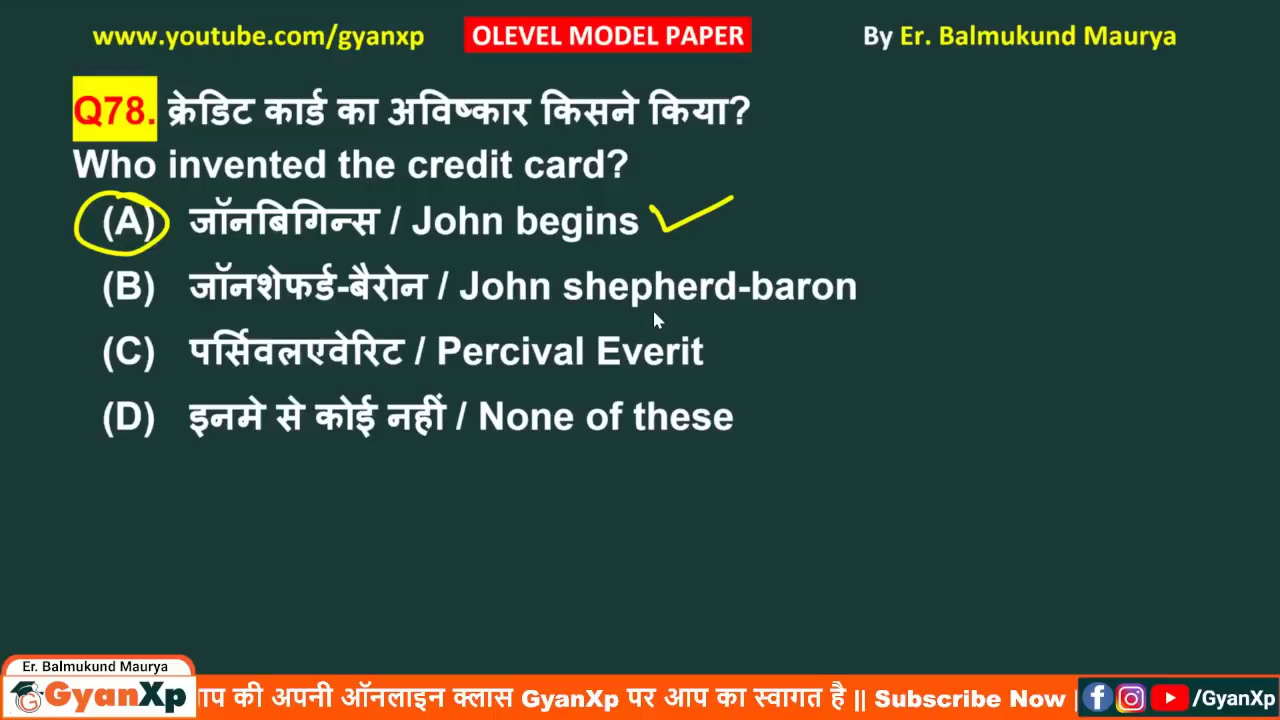 www.youtube.com/gyanxp OLEVEL MODEL PAPER By Er. Balmukund Maurya
Q78. क्रेडिट कार्ड का अविष्कार किसने किया?
Who invented the credit card?
(A) जॉनबिगिन्स / John begins
(B) जॉनशेफर्ड-बैरोन / John shepherd-baron
(C) पर्सिवलएवेरिट / Percival Everit
(D) इनमे से कोई नहीं / None of these
Er. Balmukund Maurya
GyanXp की अपनी ऑनलाइन क्लास GyanXp पर आप का स्वागत है || Subscribe Now | /GyanXp